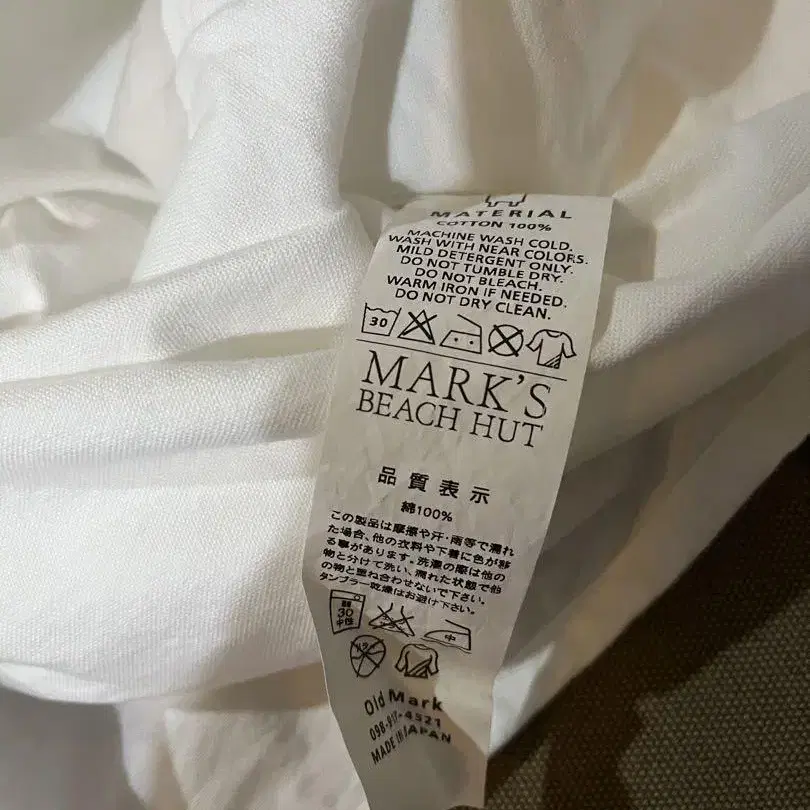 MATERIAL
COTTON 100%
MACHINE WASH COLD.
WASH WITH NEAR COLORS.
MILD DETERGENT ONLY.
DO NOT TUMBLE DRY.
DO NOT BLEACH.
WARM IRON IF NEEDED.
DO NOT DRY CLEAN.
30
MARK'S
BEACH HUT
品質表示
綿100%
この製品は摩擦や汗・雨等で濡れ
た場合、他の衣料や下着に色が移
る事があります。洗濯の際は他の
物と分けて洗い、濡れた状態で他
の物と重ね合わせないで下さい。
タンブラー乾燥はお避け下さい。
30
中性
中
Old Mark
098-917-4521
MADE IN JAPAN